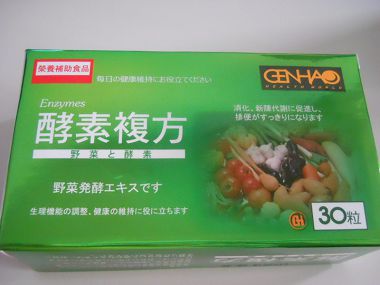 栄養補助食品
毎日の健康維持にお役立てください
GENHAO
HEALTH WORLD
Enzymes
酵素複方
野菜と酵素
消化、新陳代謝に促進し、
排便がすっきりになります
野菜発酵エキスです
生理機能の調整、健康の維持に役に立ちます
GH
30粒